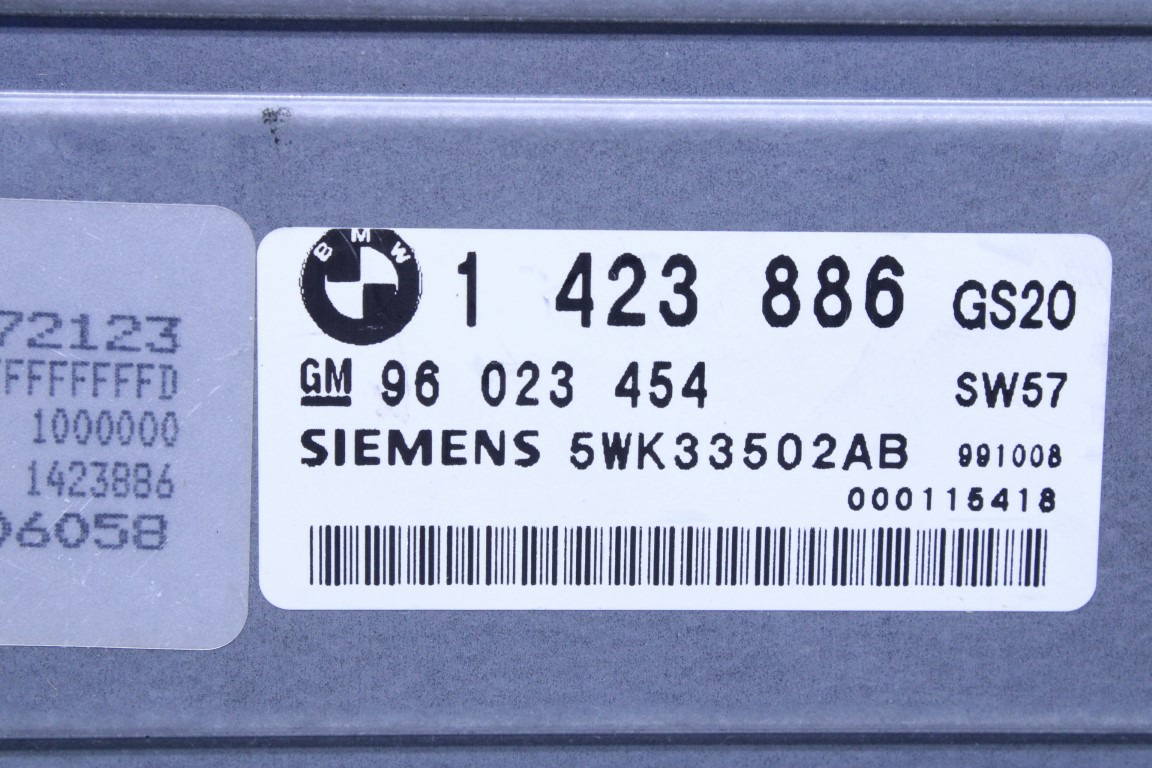 72123
FFFFFFFD
1000000
1423886
06058
BMW 1 423 886 GS20
GM 96 023 454 SW57
SIEMENS 5WK33502AB 991008
000115418